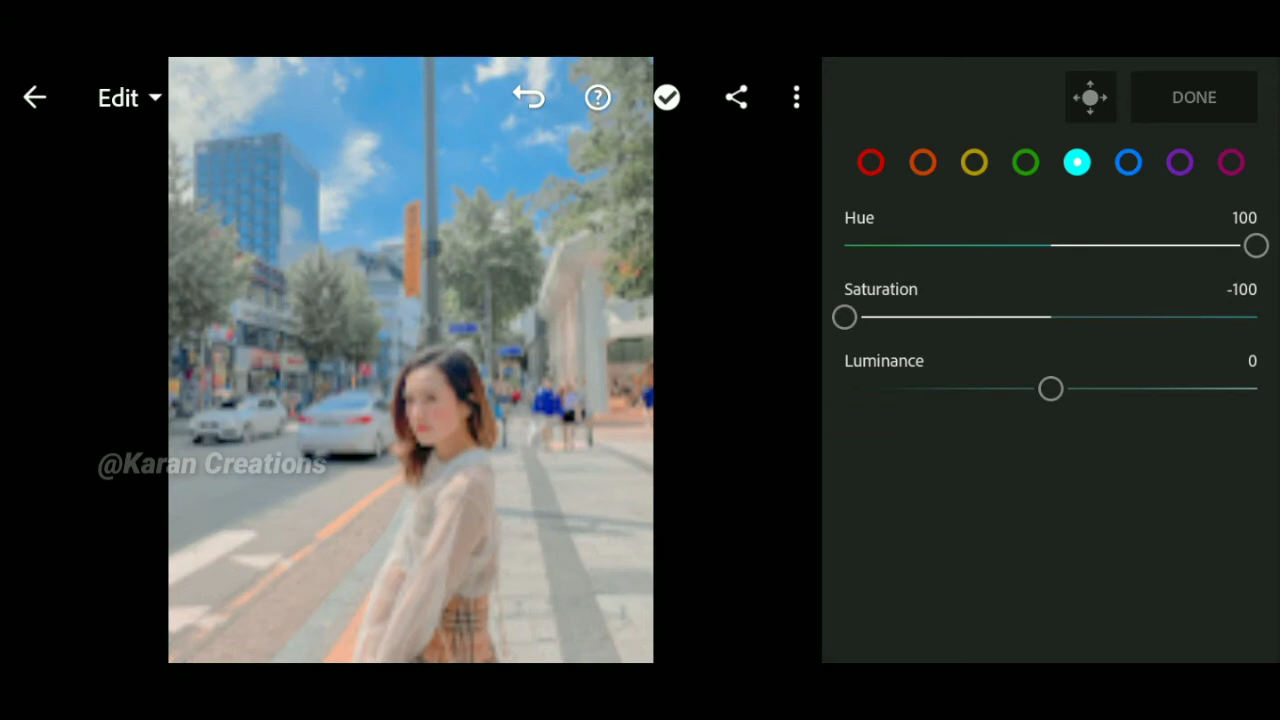 Edit
DONE
Hue 100
Saturation -100
Luminance 0
@Karan Creations